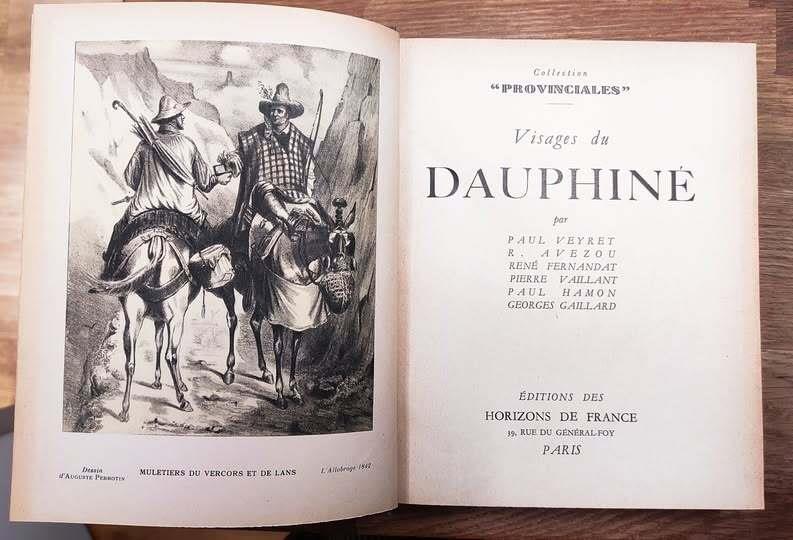 Dessin
d'AUGUSTE PERROTIN
MULETIERS DU VERCORS ET DE LANS
L'Allobroge 1842
Collection
"PROVINCIALES"
Visages du
DAUPHINÉ
par
PAUL VEYRET
R. AVEZOU
RENÉ FERNANDAT
PIERRE VAILLANT
PAUL HAMON
GEORGES GAILLARD
ÉDITIONS DES
HORIZONS DE FRANCE
39, RUE DU GÉNÉRAL-FOY
PARIS